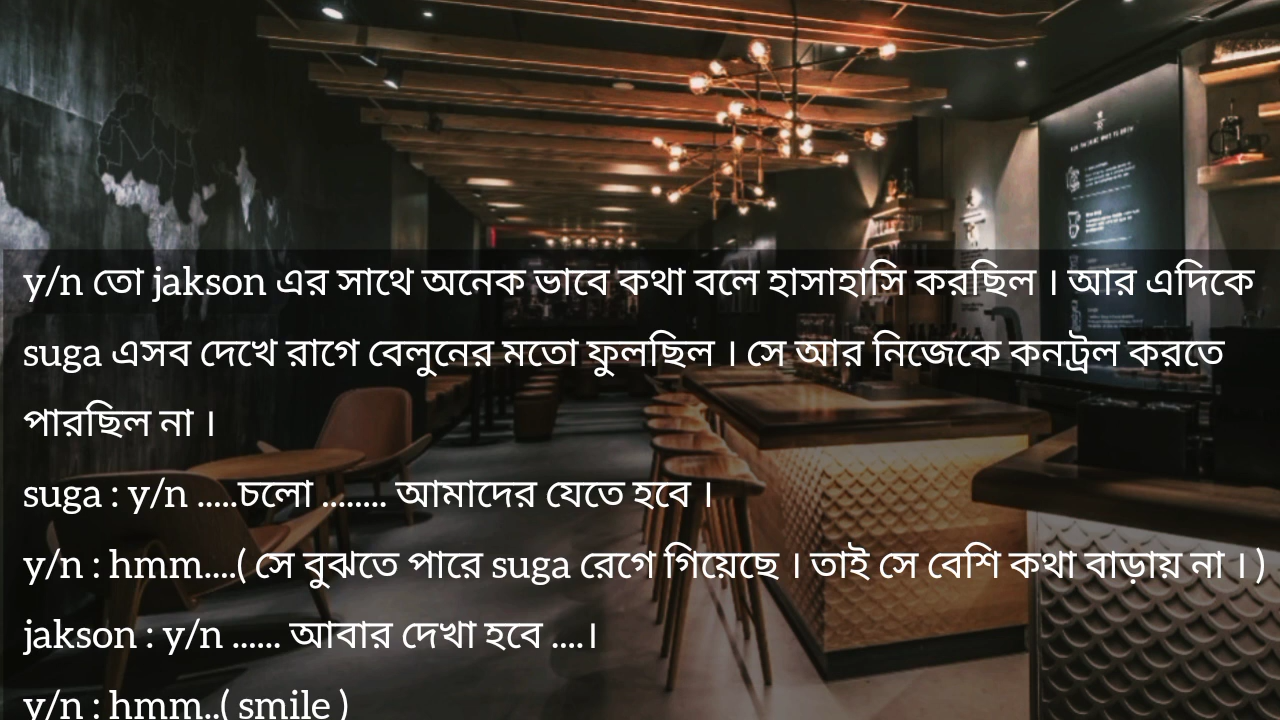 y/n তো jakson এর সাথে অনেক ভাবে কথা বলে হাসাহাসি করছিল । আর এদিকে
suga এসব দেখে রাগে বেলুনের মতো ফুলছিল । সে আর নিজেকে কনট্রল করতে
পারছিল না ।
suga : y/n .....চলো ........ আমাদের যেতে হবে ।
y/n : hmm....( সে বুঝতে পারে suga রেগে গিয়েছে । তাই সে বেশি কথা বাড়ায় না । )
jakson : y/n ...... আবার দেখা হবে ....।
y/n : hmm..( smile )